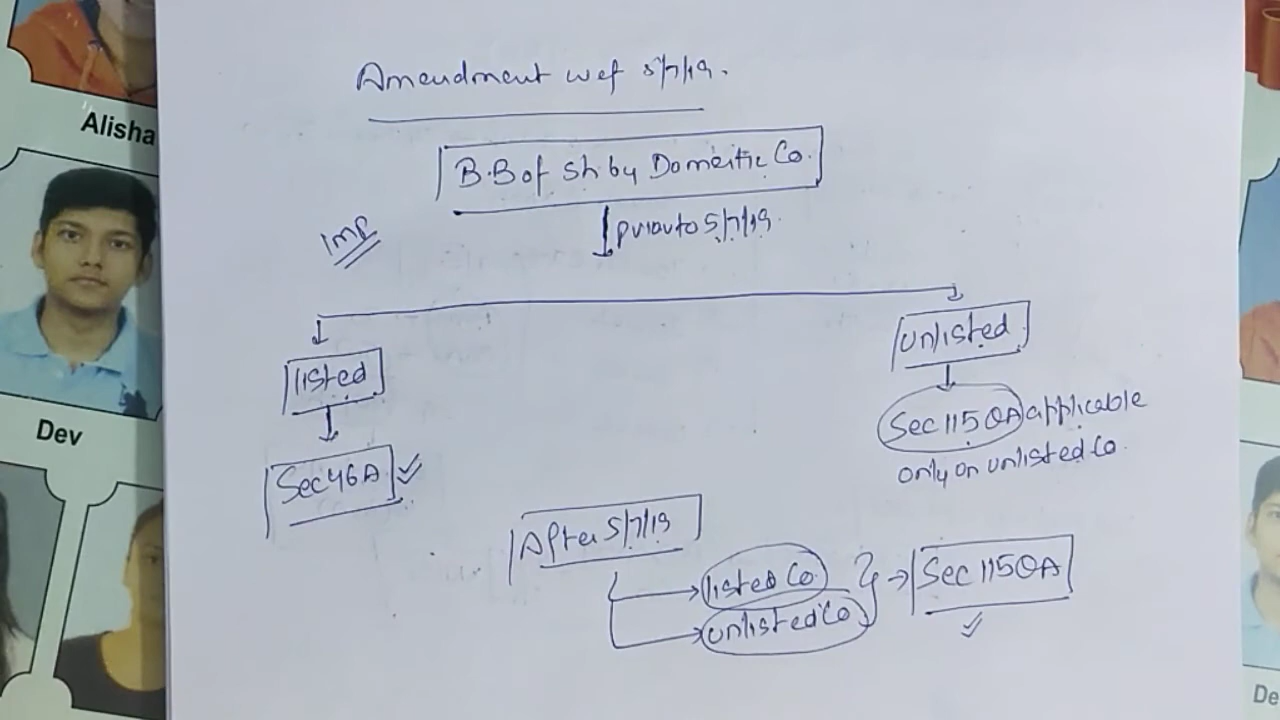 Amendment wef 5/7/19.
B.B of Sh by Domestic Co.
Imp
prior to 5/7/19.
listed
unlisted
Sec 46A
Sec 115QA applicable
only on unlisted Co.
After 5/7/19
listed Co.
unlisted Co
Sec 115QA
Alisha
Dev
De